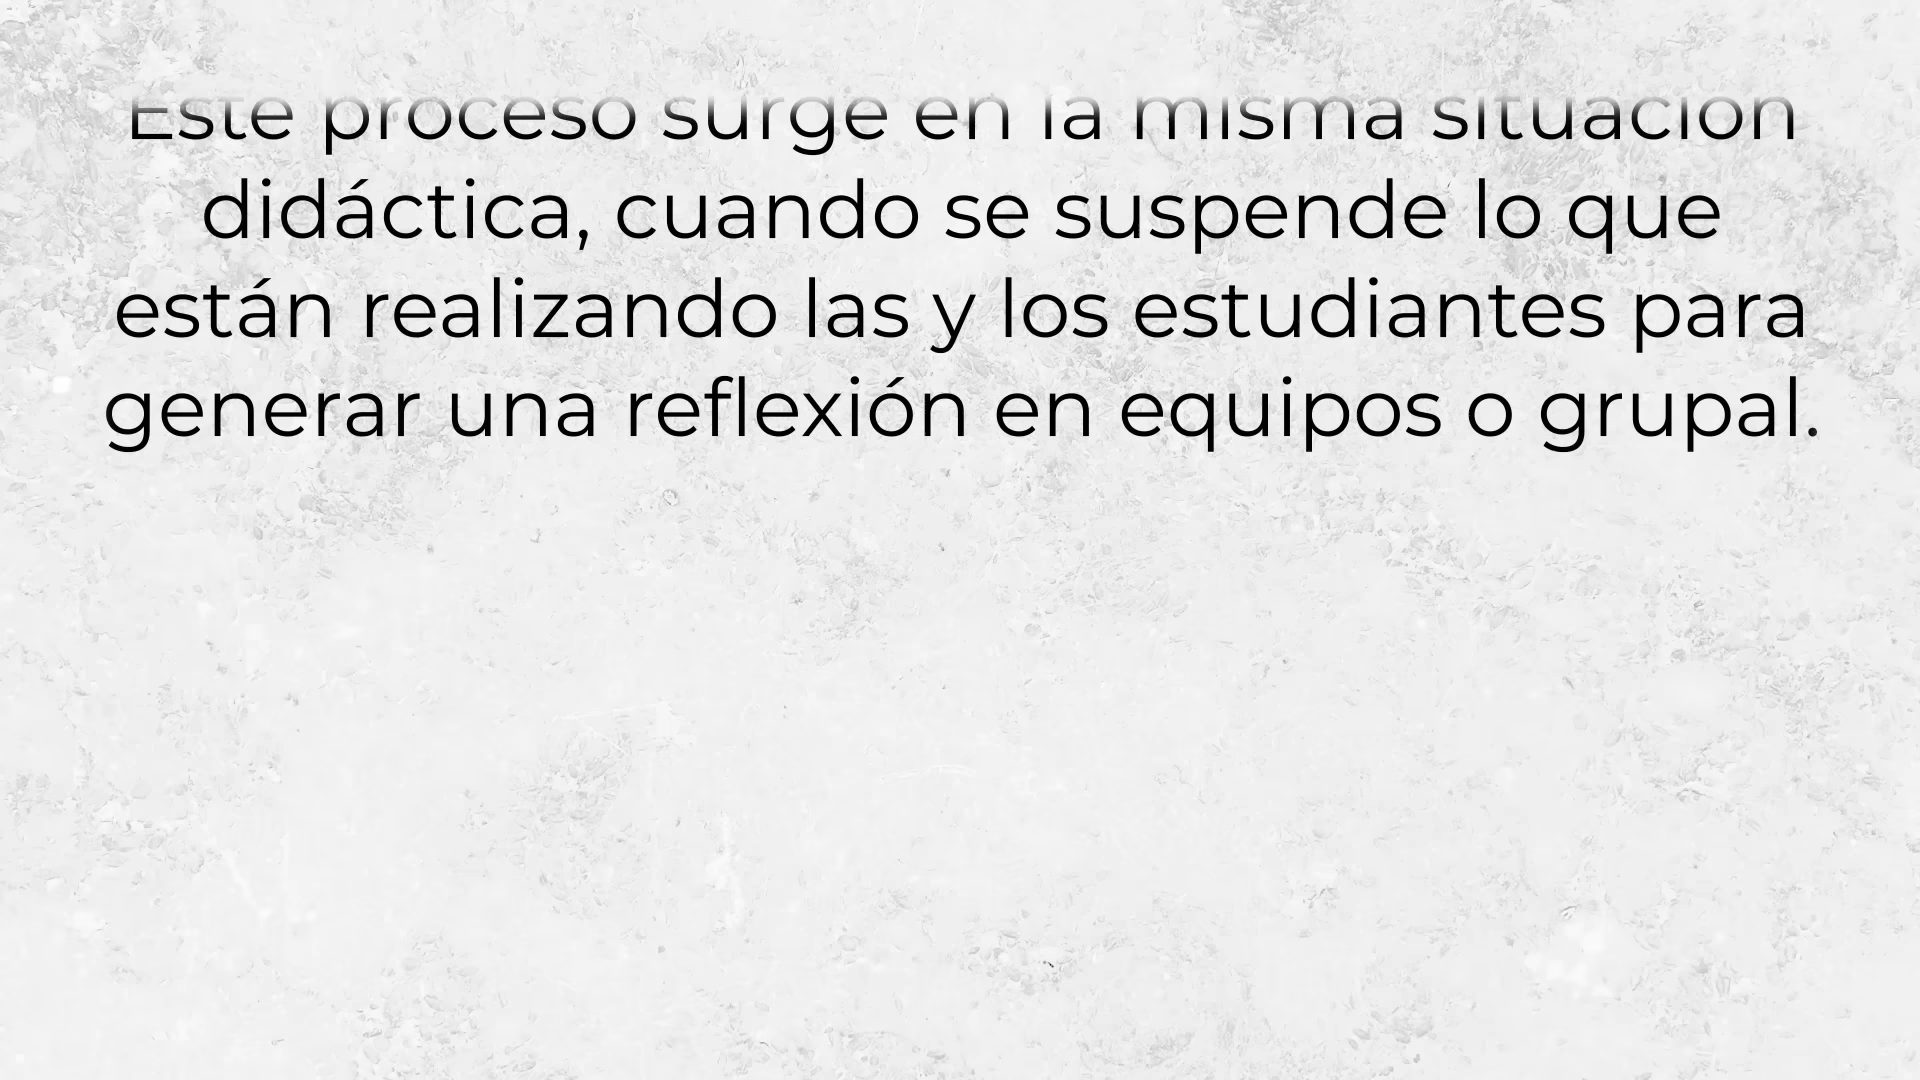 Este proceso surge en la misma situación
didáctica, cuando se suspende lo que
están realizando las y los estudiantes para
generar una reflexión en equipos o grupal.